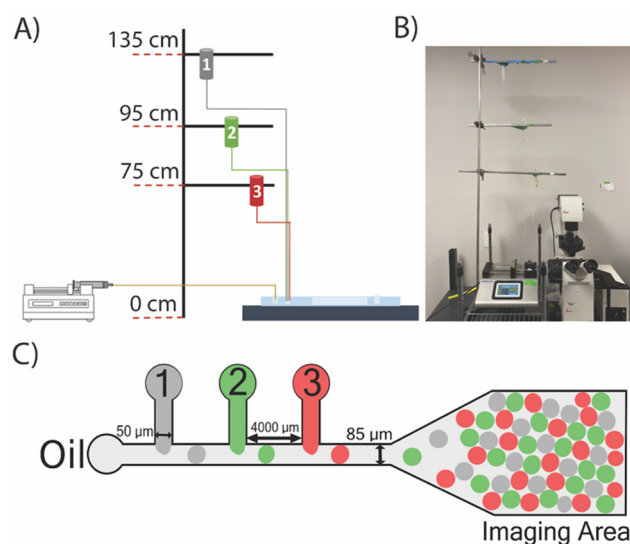 A)
135 cm
1
95 cm
2
75 cm
3
0 cm
B)
C)
1
2
3
50 µm
4000 µm
85 µm
Oil
Imaging Area